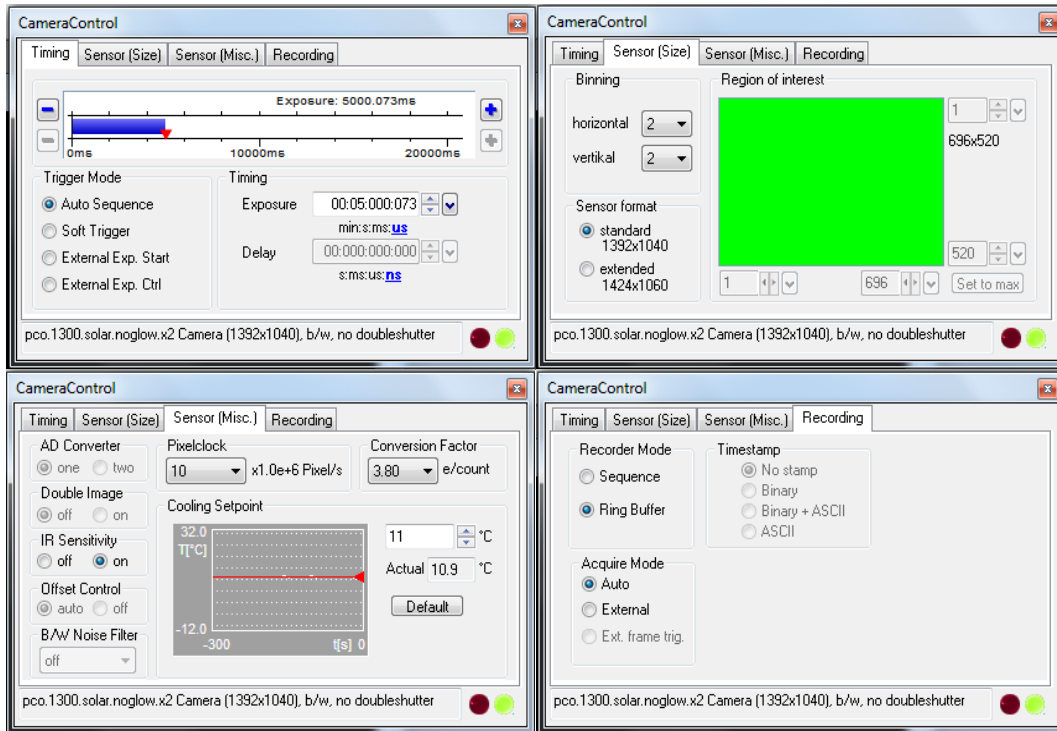 CameraControl
Timing Sensor (Size) Sensor (Misc.) Recording
Exposure: 5000.073ms
0ms 10000ms 20000ms
Trigger Mode
Auto Sequence
Soft Trigger
External Exp. Start
External Exp. Ctrl
Timing
Exposure 00:05:000:073
min:s:ms:us
Delay 00:000:000:000
s:ms:us:ns
pco.1300.solar.noglow.x2 Camera (1392x1040), b/w, no doubleshutter
CameraControl
Timing Sensor (Size) Sensor (Misc.) Recording
Binning
horizontal 2
vertikal 2
Sensor format
standard
1392x1040
extended
1424x1060
Region of interest
1
696x520
520
1 696 Set to max
pco.1300.solar.noglow.x2 Camera (1392x1040), b/w, no doubleshutter
CameraControl
Timing Sensor (Size) Sensor (Misc.) Recording
AD Converter
one two
Double Image
off on
IR Sensitivity
off on
Offset Control
auto off
B/W Noise Filter
off
Pixelclock
10 x1.0e+6 Pixel/s
Conversion Factor
3.80 e/count
Cooling Setpoint
32.0
T[°C]
-12.0
-300 t[s] 0
11 °C
Actual 10.9 °C
Default
pco.1300.solar.noglow.x2 Camera (1392x1040), b/w, no doubleshutter
CameraControl
Timing Sensor (Size) Sensor (Misc.) Recording
Recorder Mode
Sequence
Ring Buffer
Acquire Mode
Auto
External
Ext. frame trig.
Timestamp
No stamp
Binary
Binary + ASCII
ASCII
pco.1300.solar.noglow.x2 Camera (1392x1040), b/w, no doubleshutter